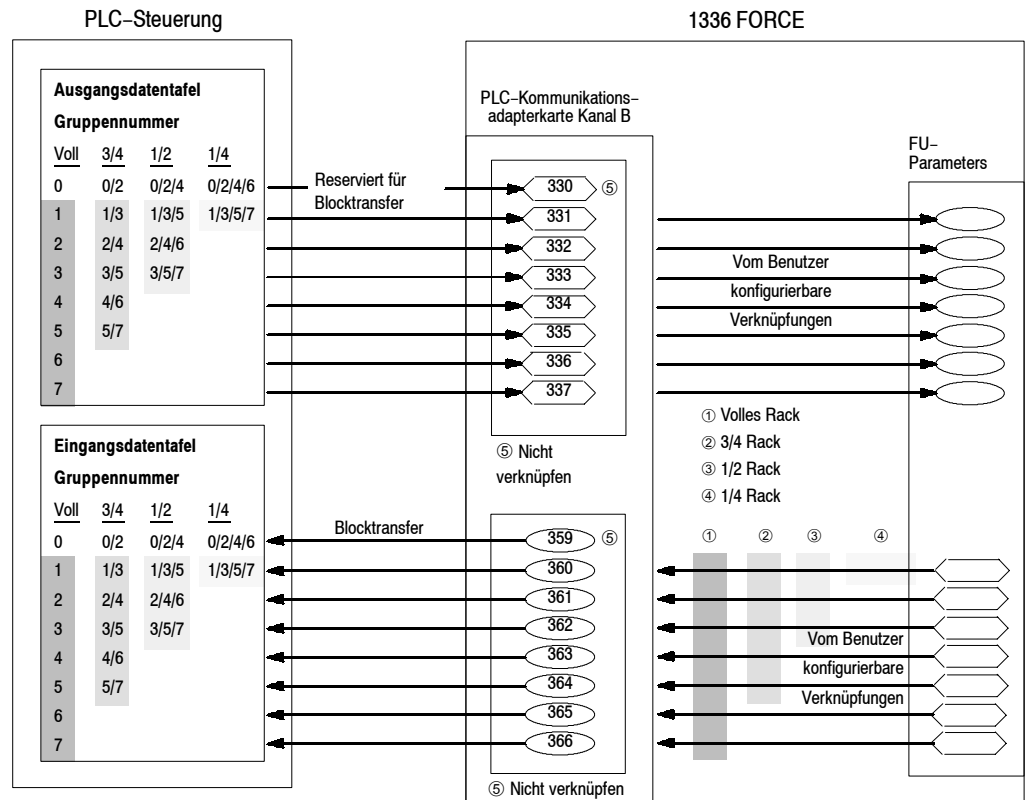 PLC–Steuerung
1336 FORCE
Ausgangsdatentafel
Gruppennummer
Voll 3/4 1/2 1/4
0 0/2 0/2/4 0/2/4/6
1 1/3 1/3/5 1/3/5/7
2 2/4 2/4/6
3 3/5 3/5/7
4 4/6
5 5/7
6
7
Reserviert für
Blocktransfer
PLC–Kommunikations–
adapterkarte Kanal B
330 ⑤
331
332
333
334
335
336
337
⑤ Nicht
verknüpfen
FU–
Parameters
Vom Benutzer
konfigurierbare
Verknüpfungen
① Volles Rack
② 3/4 Rack
③ 1/2 Rack
④ 1/4 Rack
Eingangsdatentafel
Gruppennummer
Voll 3/4 1/2 1/4
0 0/2 0/2/4 0/2/4/6
1 1/3 1/3/5 1/3/5/7
2 2/4 2/4/6
3 3/5 3/5/7
4 4/6
5 5/7
6
7
Blocktransfer
359 ⑤
360
361
362
363
364
365
366
⑤ Nicht verknüpfen
① ② ③ ④
Vom Benutzer
konfigurierbare
Verknüpfungen